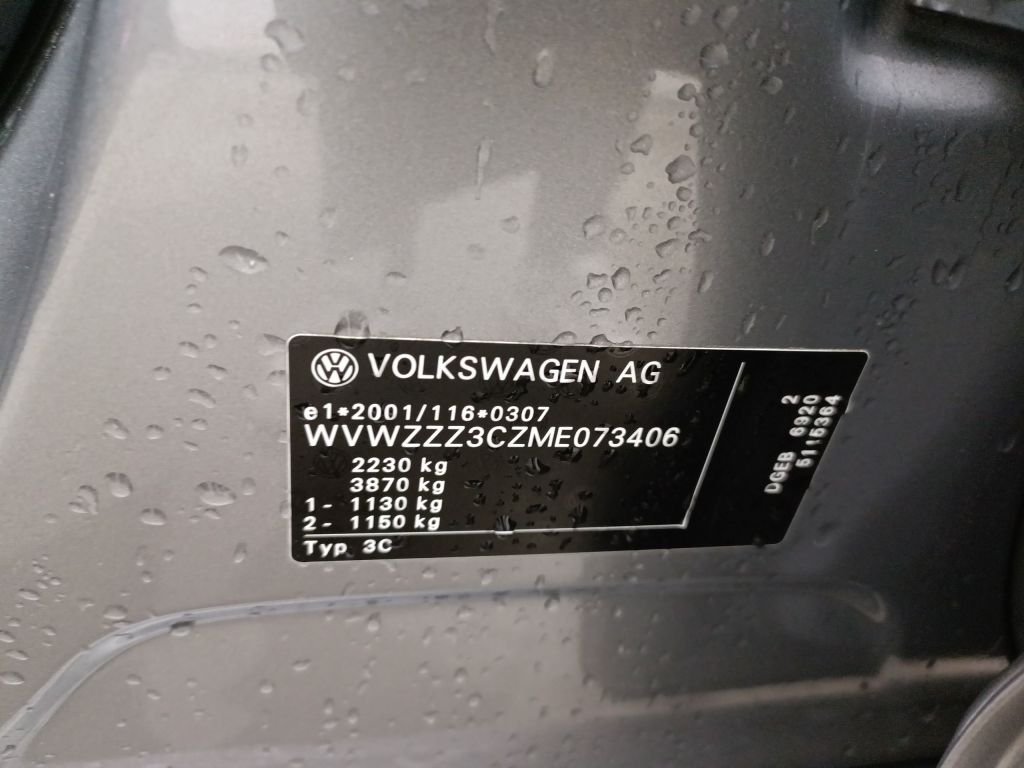 VOLKSWAGEN AG
e1*2001/116*0307
WVWZZZ3CZME073406
2230 kg
3870 kg
1- 1130 kg
2- 1150 kg
Typ 3C
2
DGEB 6920
5115364